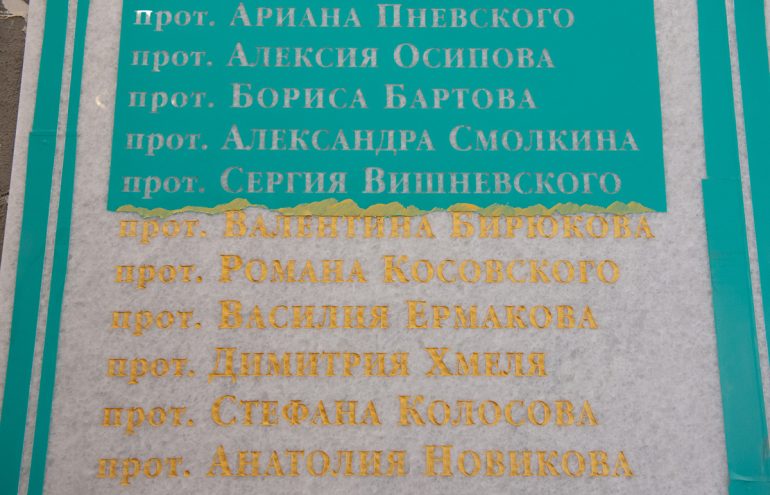 прот. Ариана Пневского
прот. Алексия Осипова
прот. Бориса Бартова
прот. Александра Смолкина
прот. Сергия Вишневского
прот. Валентина Бирюкова
прот. Романа Косовского
прот. Василия Ермакова
прот. Димитрия Хмеля
прот. Стефана Колосова
прот. Анатолия Новикова